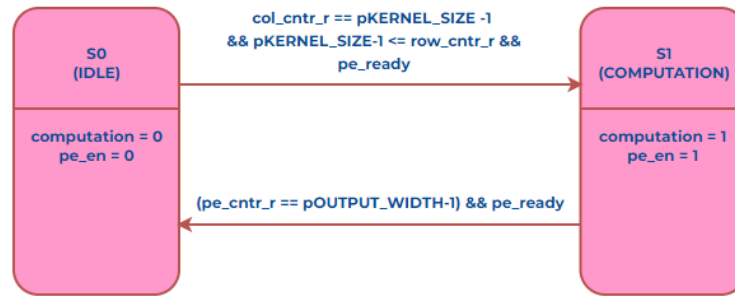 col_cntr_r == pKERNEL_SIZE -1
&& pKERNEL_SIZE-1 <= row_cntr_r &&
pe_ready
S0
(IDLE)
S1
(COMPUTATION)
computation = 0
pe_en = 0
computation = 1
pe_en = 1
(pe_cntr_r == pOUTPUT_WIDTH-1) && pe_ready